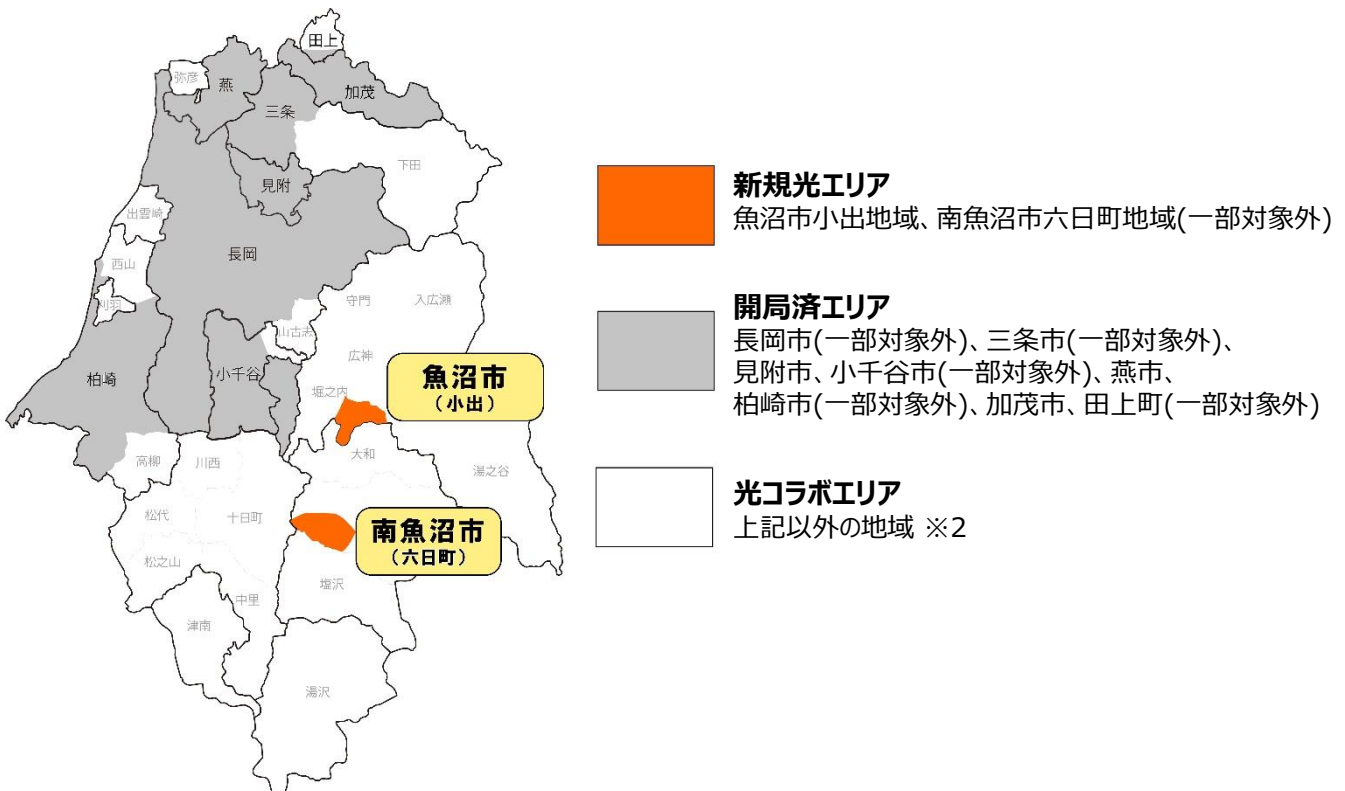 田上
弥彦
燕
加茂
三条
下田
見附
出雲崎
長岡
西山
刈羽
守門
入広瀬
山古志
広神
柏崎
小千谷
魚沼市
(小出)
堀之内
高柳
川西
大和
湯之谷
松代
十日町
南魚沼市
(六日町)
松之山
塩沢
中里
津南
湯沢
新規光エリア
魚沼市小出地域、南魚沼市六日町地域(一部対象外)
開局済エリア
長岡市(一部対象外)、三条市(一部対象外)、
見附市、小千谷市(一部対象外)、燕市、
柏崎市(一部対象外)、加茂市、田上町(一部対象外)
光コラボエリア
上記以外の地域 ※2